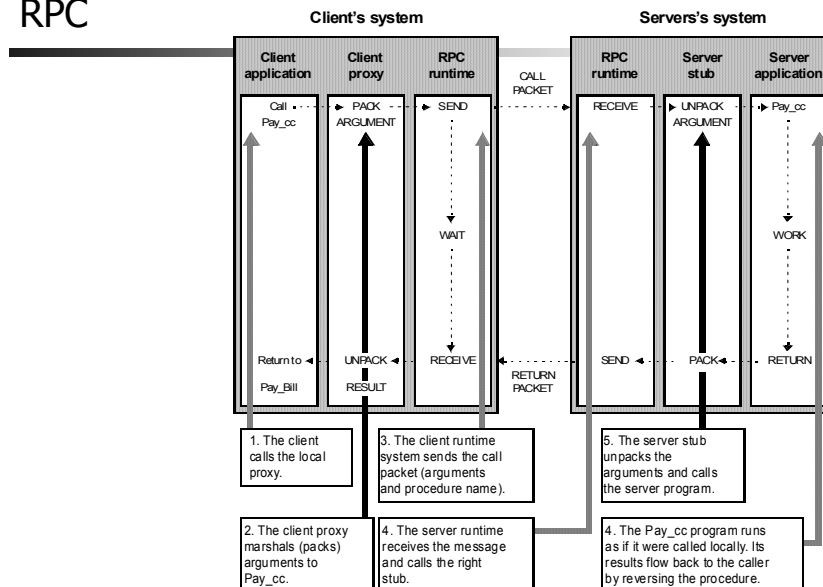 RPC
Client's system
Servers's system
Client application
Client proxy
RPC runtime
RPC runtime
Server stub
Server application
CALL PACKET
Call Pay_cc
PACK ARGUMENT
SEND
RECEIVE
UNPACK ARGUMENT
Pay_cc
WAIT
WORK
Return to Pay_Bill
UNPACK RESULT
RECEIVE
RETURN PACKET
SEND
PACK
RETURN
1. The client
calls the local
proxy.
3. The client runtime
system sends the call
packet (arguments
and procedure name).
5. The server stub
unpacks the
arguments and calls
the server program.
2. The client proxy
marshals (packs)
arguments to
Pay_cc.
4. The server runtime
receives the message
and calls the right
stub.
4. The Pay_cc program runs
as if it were called locally. Its
results flow back to the caller
by reversing the procedure.